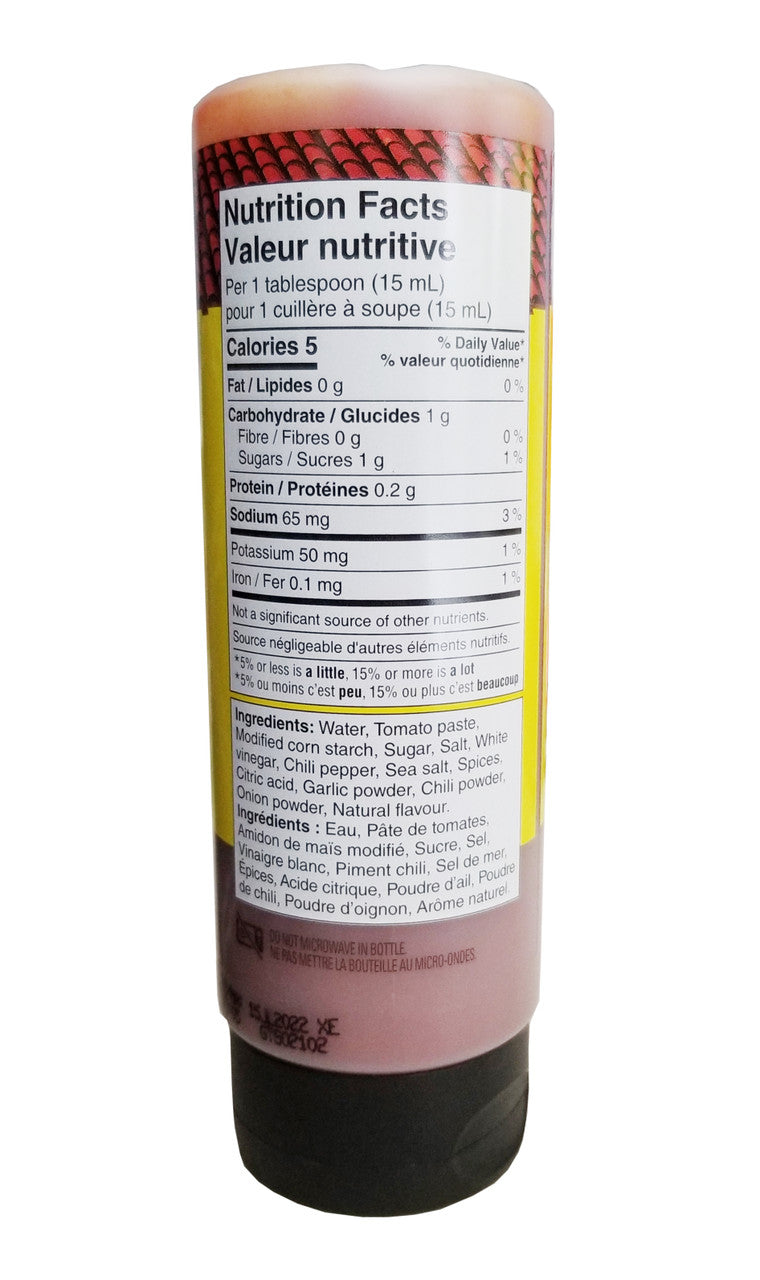 Nutrition Facts
Valeur nutritive
Per 1 tablespoon (15 mL)
pour 1 cuillère à soupe (15 mL)
Calories 5
% Daily Value*
% valeur quotidienne*
Fat / Lipides 0 g 0 %
Carbohydrate / Glucides 1 g
Fibre / Fibres 0 g 0 %
Sugars / Sucres 1 g 1 %
Protein / Protéines 0.2 g
Sodium 65 mg 3 %
Potassium 50 mg 1 %
Iron / Fer 0.1 mg 1 %
Not a significant source of other nutrients.
Source négligeable d'autres éléments nutritifs.
*5% or less is a little, 15% or more is a lot
*5% ou moins c'est peu, 15% ou plus c'est beaucoup
Ingredients: Water, Tomato paste,
Modified corn starch, Sugar, Salt, White
vinegar, Chili pepper, Sea salt, Spices,
Citric acid, Garlic powder, Chili powder,
Onion powder, Natural flavour.
Ingrédients : Eau, Pâte de tomates,
Amidon de maïs modifié, Sucre, Sel,
Vinaigre blanc, Piment chili, Sel de mer,
Épices, Acide citrique, Poudre d'ail, Poudre
de chili, Poudre d'oignon, Arôme naturel.
DO NOT MICROWAVE IN BOTTLE.
NE PAS METTRE LA BOUTEILLE AU MICRO-ONDES.
2022 XE